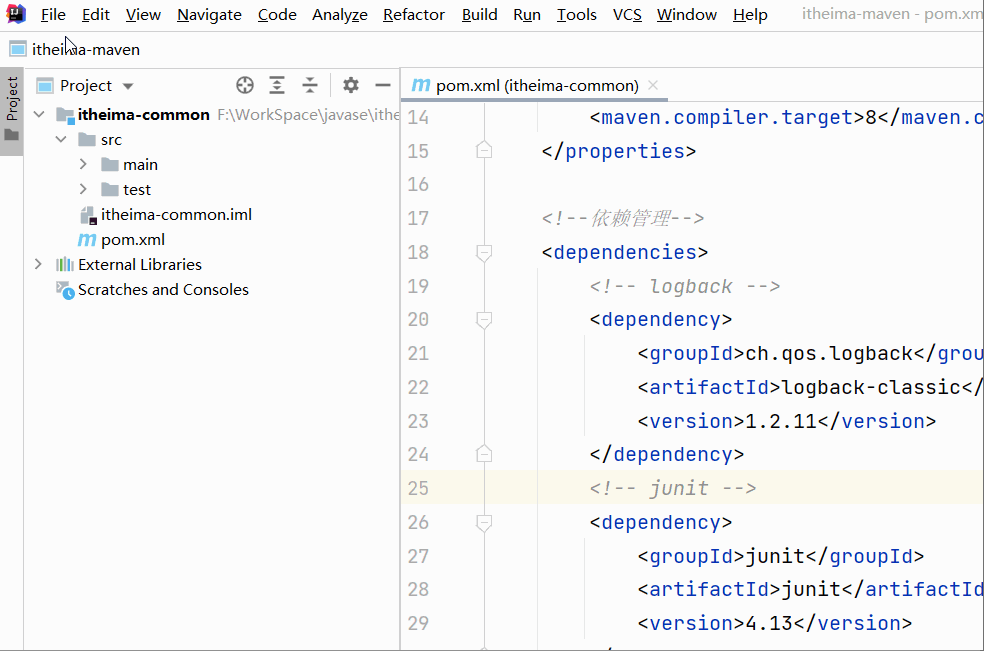 File Edit View Navigate Code Analyze Refactor Build Run Tools VCS Window Help itheima-maven - pom.xm
itheima-maven
Project
Project
itheima-common F:\WorkSpace\javase\ithe
src
main
test
itheima-common.iml
pom.xml
External Libraries
Scratches and Consoles
pom.xml (itheima-common)
14 <maven.compiler.target>8</maven.c
15 </properties>
16
17 <!--依赖管理-->
18 <dependencies>
19 <!-- logback -->
20 <dependency>
21 <groupId>ch.qos.logback</grou
22 <artifactId>logback-classic</
23 <version>1.2.11</version>
24 </dependency>
25 <!-- junit -->
26 <dependency>
27 <groupId>junit</groupId>
28 <artifactId>junit</artifactId
29 <version>4.13</version>